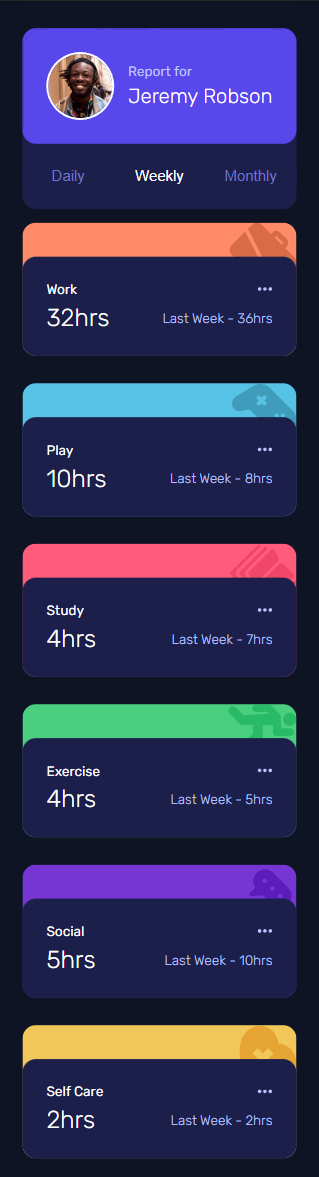 Report for
Jeremy Robson
Daily Weekly Monthly
Work
32hrs Last Week - 36hrs
Play
10hrs Last Week - 8hrs
Study
4hrs Last Week - 7hrs
Exercise
4hrs Last Week - 5hrs
Social
5hrs Last Week - 10hrs
Self Care
2hrs Last Week - 2hrs